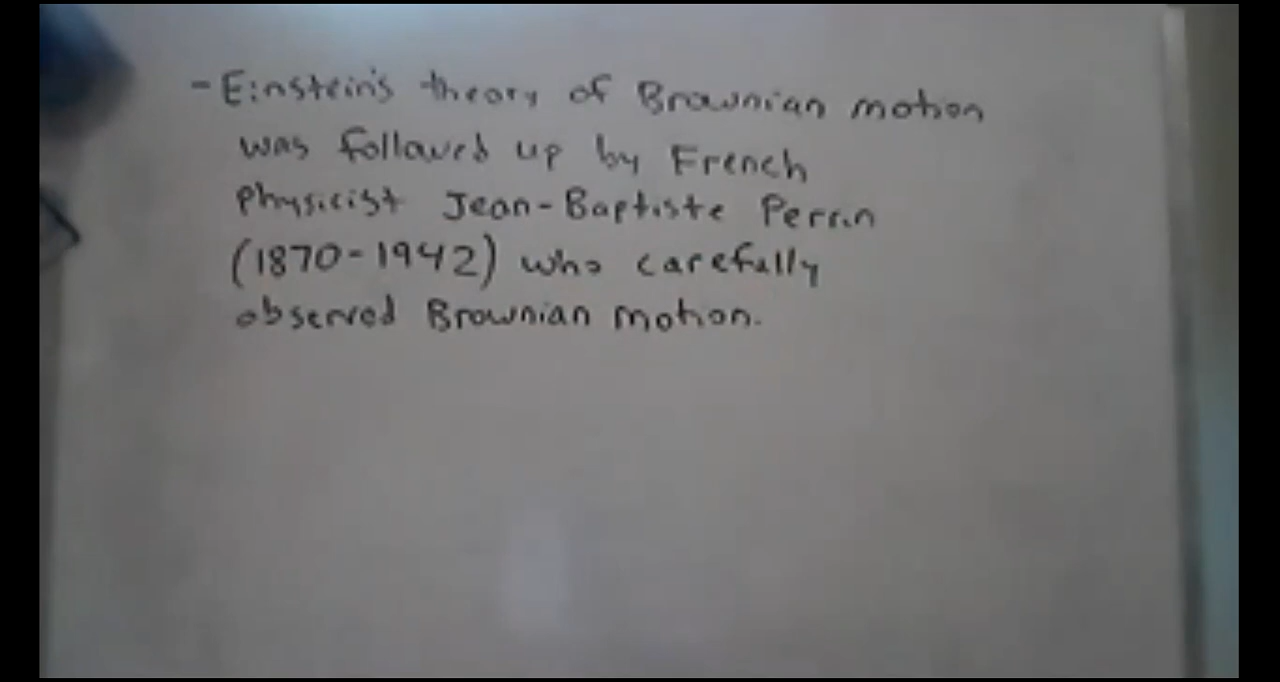 - Einstein's theory of Brownian motion
was followed up by French
physicist Jean-Baptiste Perrin
(1870-1942) who carefully
observed Brownian motion.